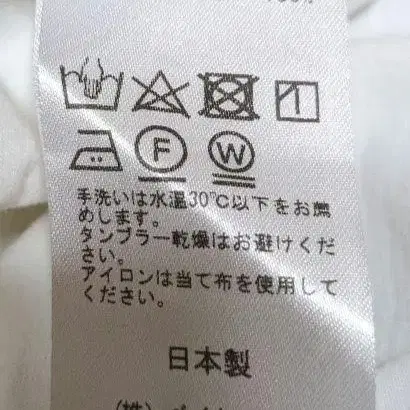 F
W
手洗いは水温30℃以下をお薦
めします。
タンブラー乾燥はお避けくだ
さい。
アイロンは当て布を使用して
ください。
日本製